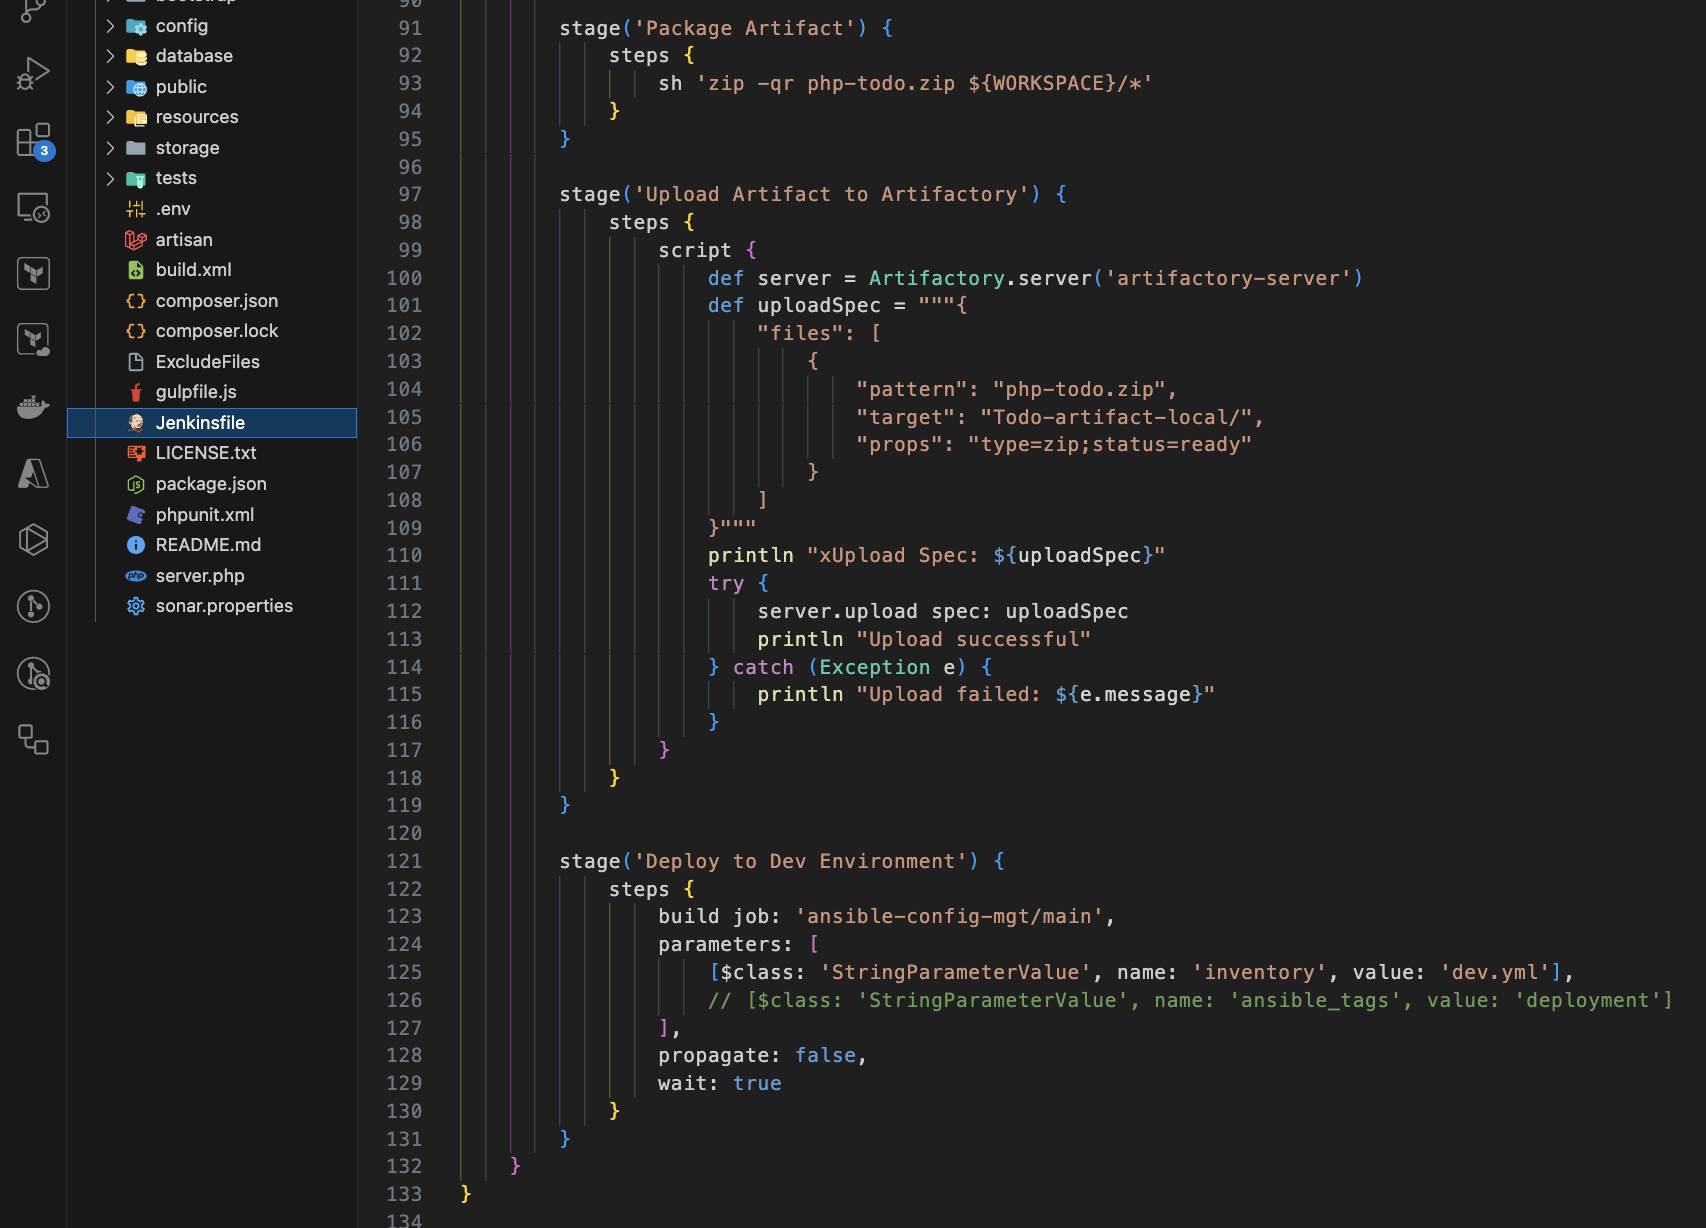 bootstrap
config
database
public
resources
storage
tests
.env
artisan
build.xml
composer.json
composer.lock
ExcludeFiles
gulpfile.js
Jenkinsfile
LICENSE.txt
package.json
phpunit.xml
README.md
server.php
sonar.properties
3
90
91 stage('Package Artifact') {
92 steps {
93 sh 'zip -qr php-todo.zip ${WORKSPACE}/*'
94 }
95 }
96
97 stage('Upload Artifact to Artifactory') {
98 steps {
99 script {
100 def server = Artifactory.server('artifactory-server')
101 def uploadSpec = """{
102 "files": [
103 {
104 "pattern": "php-todo.zip",
105 "target": "Todo-artifact-local/",
106 "props": "type=zip;status=ready"
107 }
108 ]
109 }"""
110 println "xUpload Spec: ${uploadSpec}"
111 try {
112 server.upload spec: uploadSpec
113 println "Upload successful"
114 } catch (Exception e) {
115 println "Upload failed: ${e.message}"
116 }
117 }
118 }
119 }
120
121 stage('Deploy to Dev Environment') {
122 steps {
123 build job: 'ansible-config-mgt/main',
124 parameters: [
125 [$class: 'StringParameterValue', name: 'inventory', value: 'dev.yml'],
126 // [$class: 'StringParameterValue', name: 'ansible_tags', value: 'deployment']
127 ],
128 propagate: false,
129 wait: true
130 }
131 }
132 }
133 }
134